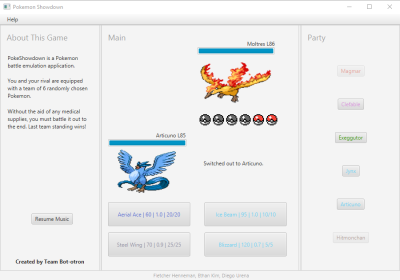 Pokemon Showdown
Help
About This Game
PokeShowdown is a Pokemon
battle emulation application.
You and your rival are equipped
with a team of 6 randomly chosen
Pokemon.
Without the aid of any medical
supplies, you must battle it out to
the end. Last team standing wins!
Resume Music
Created by Team Bot-otron
Main
Moltres L86
Articuno L85
Switched out to Articuno.
Aerial Ace | 60 | 1.0 | 20/20
Ice Beam | 95 | 1.0 | 10/10
Steel Wing | 70 | 0.9 | 25/25
Blizzard | 120 | 0.7 | 5/5
Party
Magmar
Exeggutor
Jynx
Articuno
Hitmonchan
Fletcher Henneman, Ethan Kim, Diego